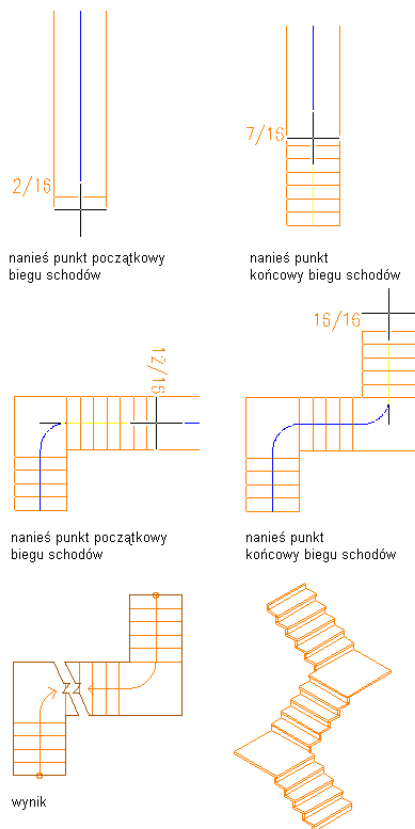 2/16
7/16
nanieś punkt początkowy
biegu schodów
nanieś punkt
końcowy biegu schodów
12/16
16/16
nanieś punkt początkowy
biegu schodów
nanieś punkt
końcowy biegu schodów
wynik